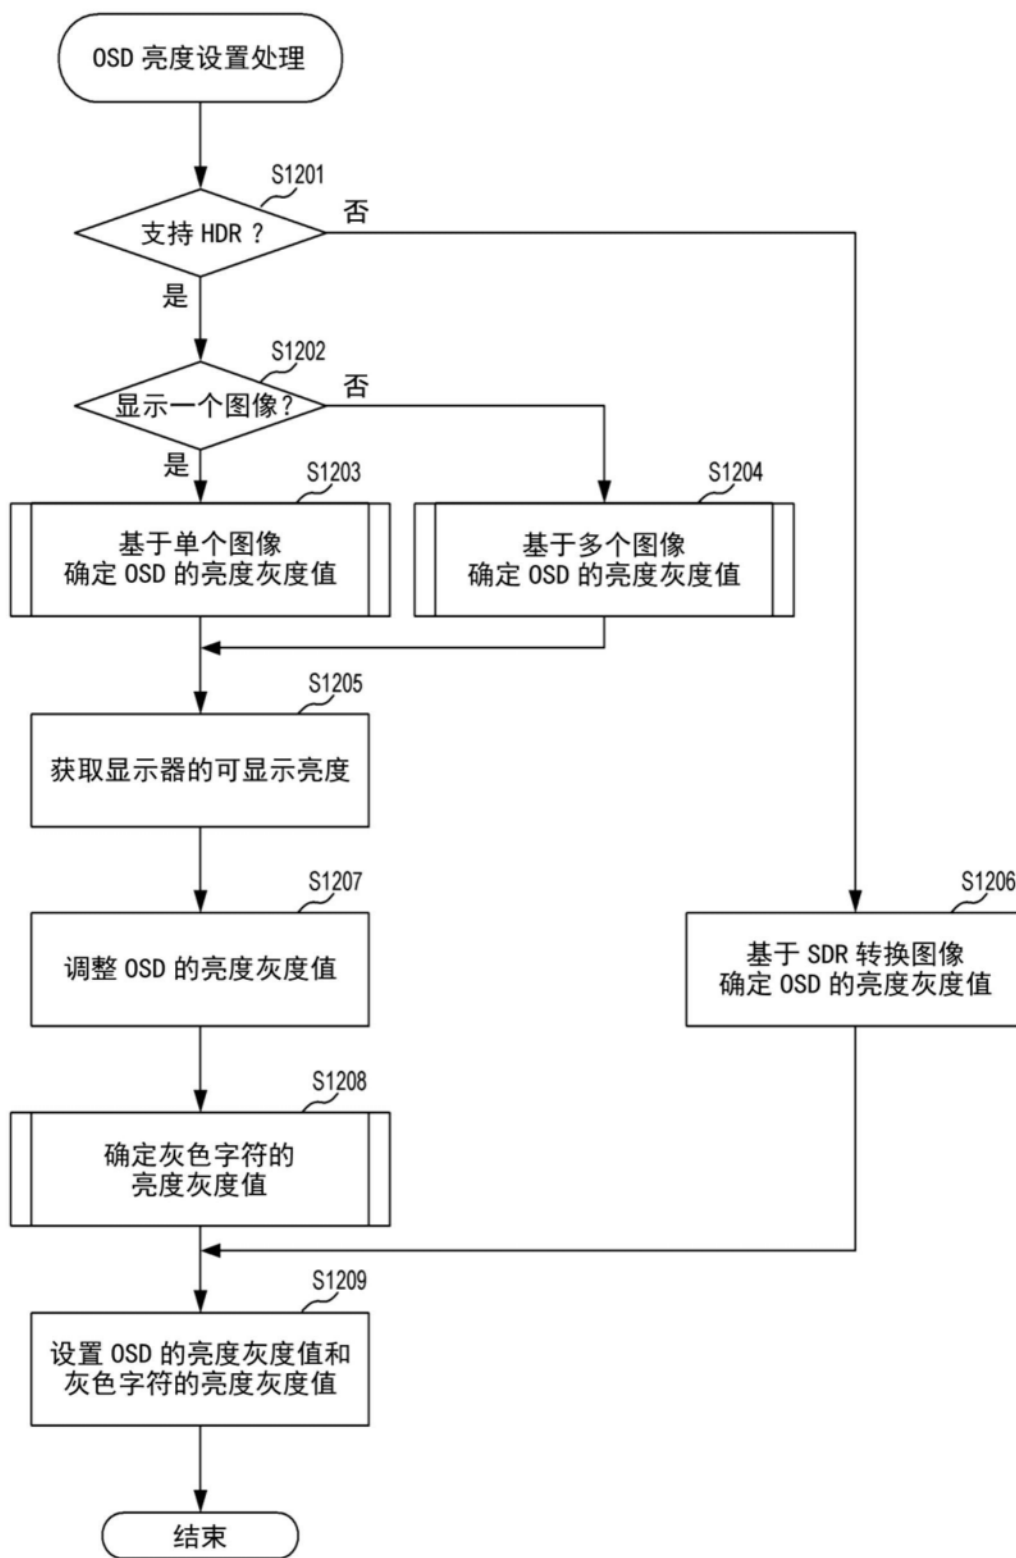 OSD 亮度设置处理
S1201
支持 HDR ?
否
是
S1202
显示一个图像?
否
是
S1203
基于单个图像
确定 OSD 的亮度灰度值
S1204
基于多个图像
确定 OSD 的亮度灰度值
S1205
获取显示器的可显示亮度
S1207
调整 OSD 的亮度灰度值
S1206
基于 SDR 转换图像
确定 OSD 的亮度灰度值
S1208
确定灰色字符的
亮度灰度值
S1209
设置 OSD 的亮度灰度值和
灰色字符的亮度灰度值
结束